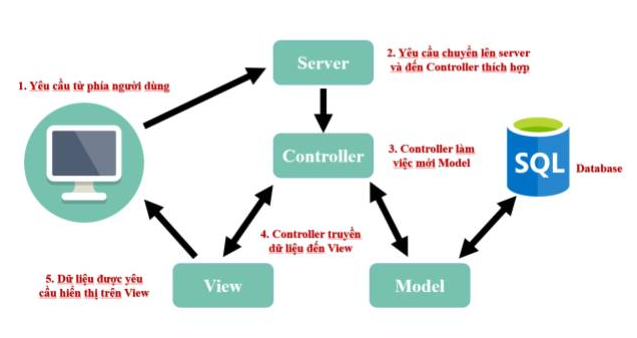 1. Yêu cầu từ phía người dùng
Server
2. Yêu cầu chuyển lên server
và đến Controller thích hợp
Controller
3. Controller làm
việc mới Model
SQL
Database
4. Controller truyền
dữ liệu đến View
5. Dữ liệu được yêu
cầu hiển thị trên View
View
Model